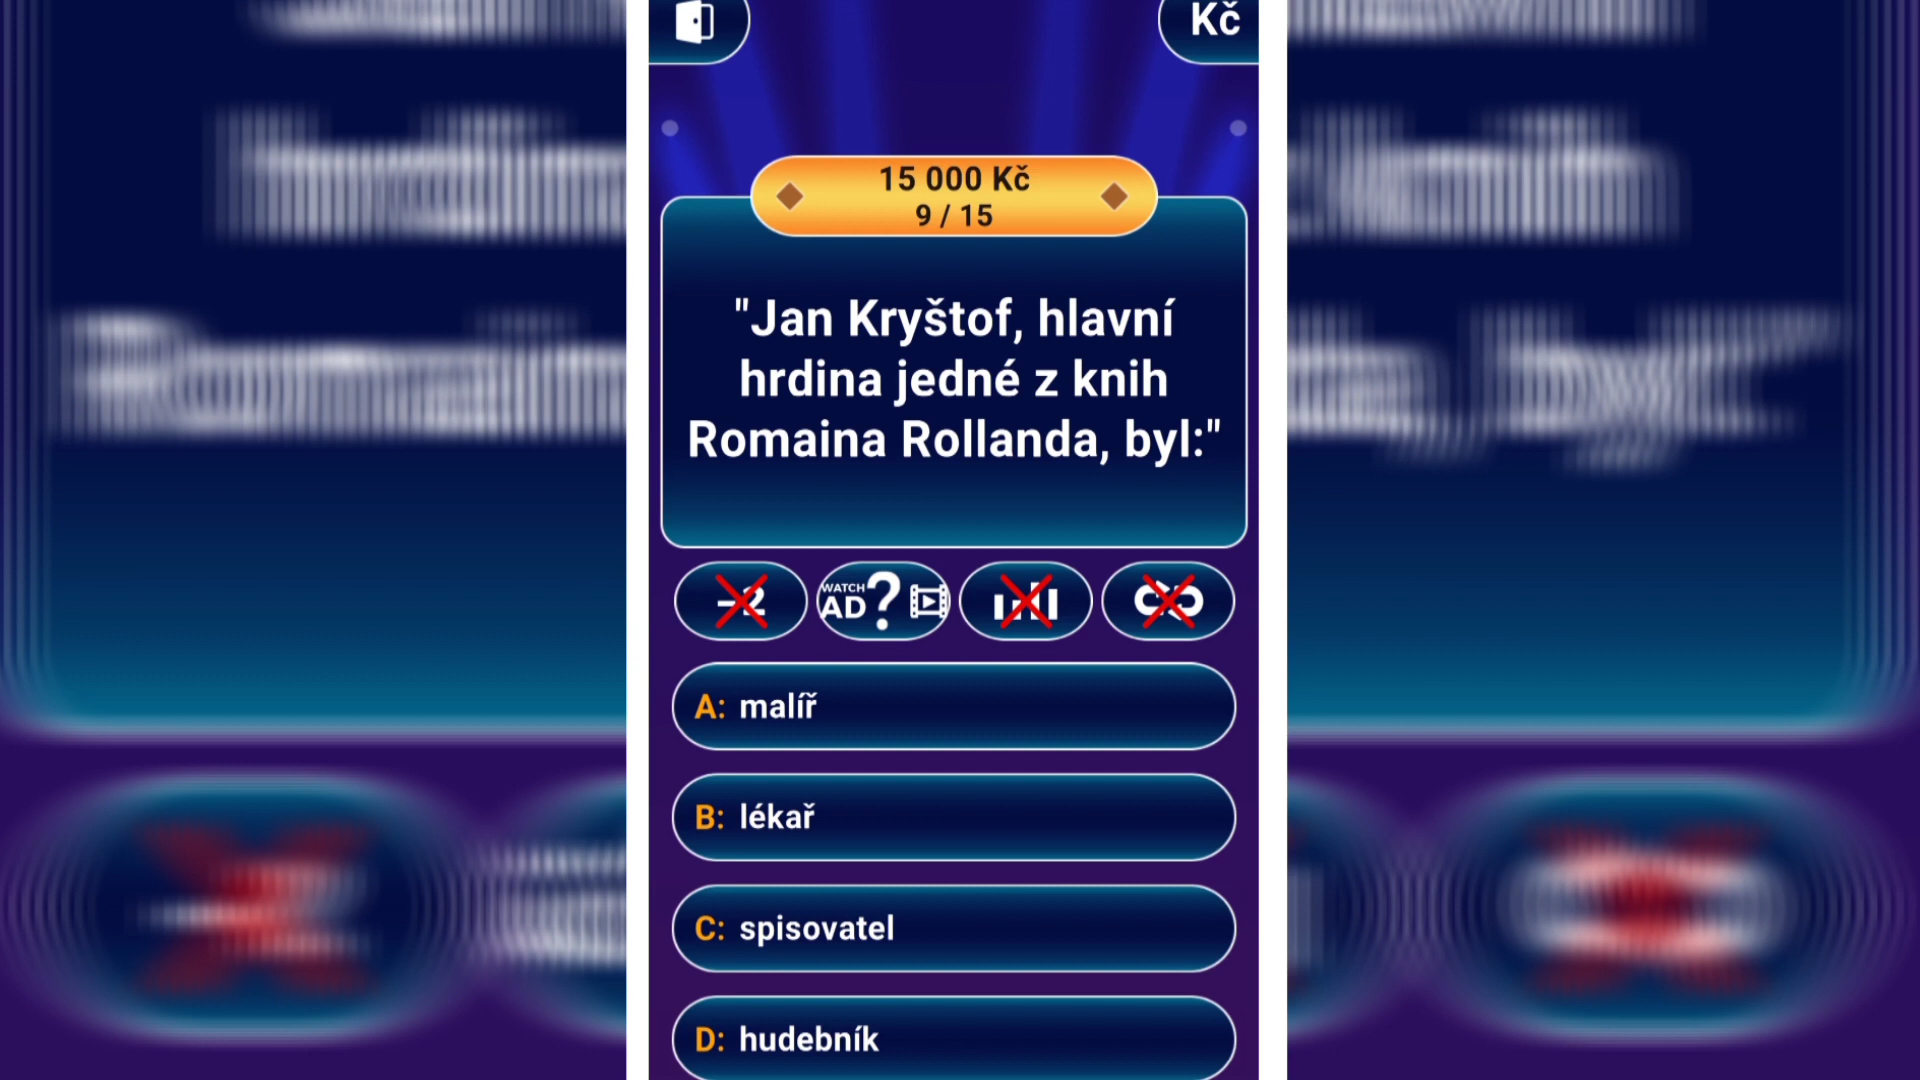 Kč
15 000 Kč
9 / 15
"Jan Kryštof, hlavní
hrdina jedné z knih
Romaina Rollanda, byl:"
-2
WATCH
AD ?
A: malíř
B: lékař
C: spisovatel
D: hudebník